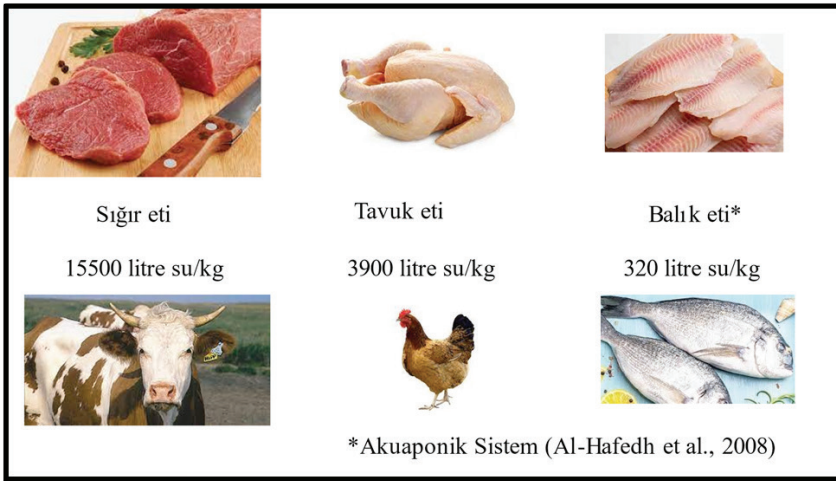 Sığır eti
Tavuk eti
Balık eti*
15500 litre su/kg
3900 litre su/kg
320 litre su/kg
*Akuaponik Sistem (Al-Hafedh et al., 2008)